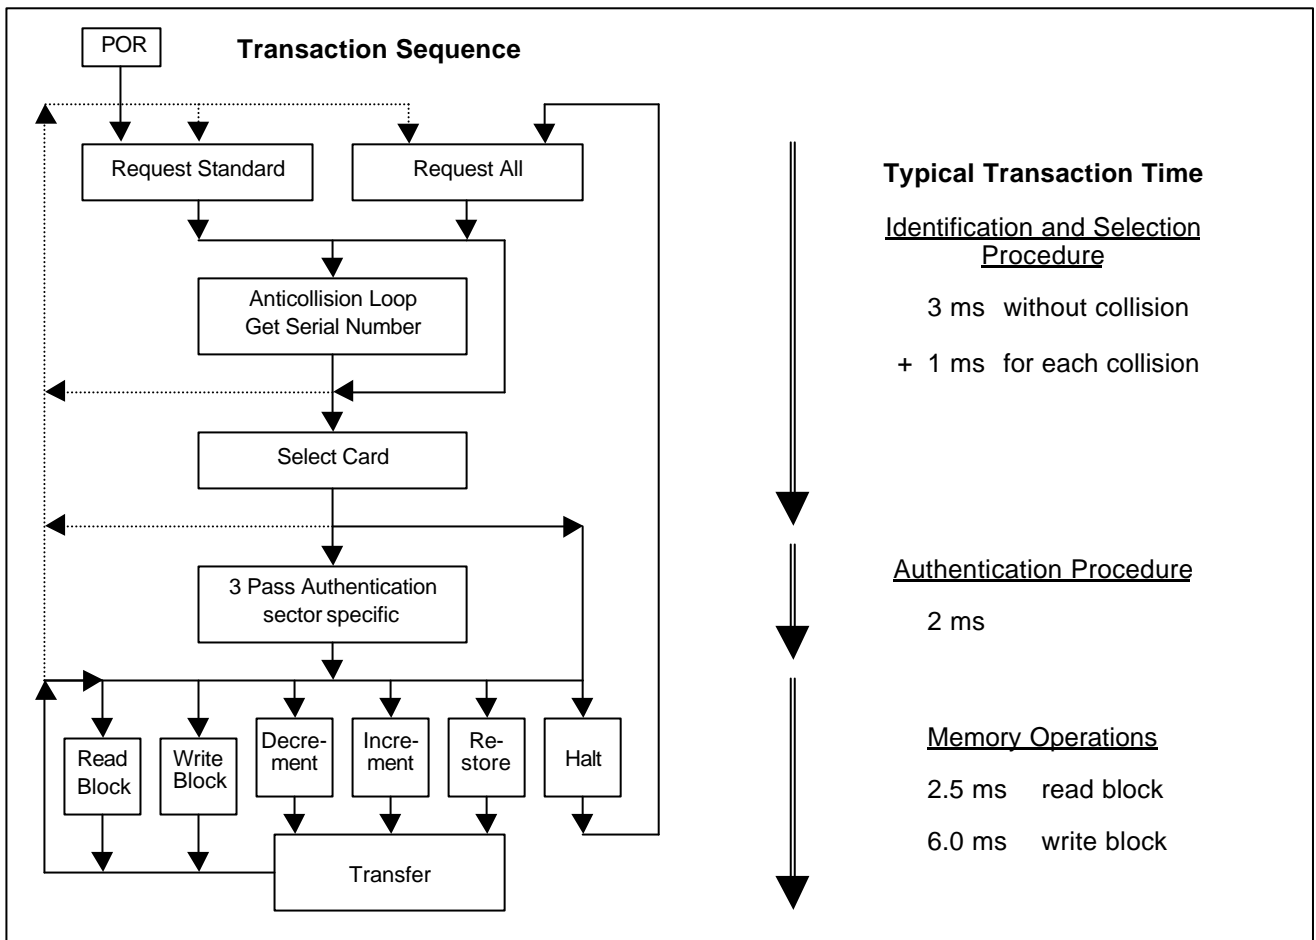 POR
Transaction Sequence
Request Standard
Request All
Anticollision Loop
Get Serial Number
Select Card
3 Pass Authentication
sector specific
Read
Block
Write
Block
Decre-
ment
Incre-
ment
Re-
store
Halt
Transfer
Typical Transaction Time
Identification and Selection
Procedure
3 ms without collision
+ 1 ms for each collision
Authentication Procedure
2 ms
Memory Operations
2.5 ms read block
6.0 ms write block